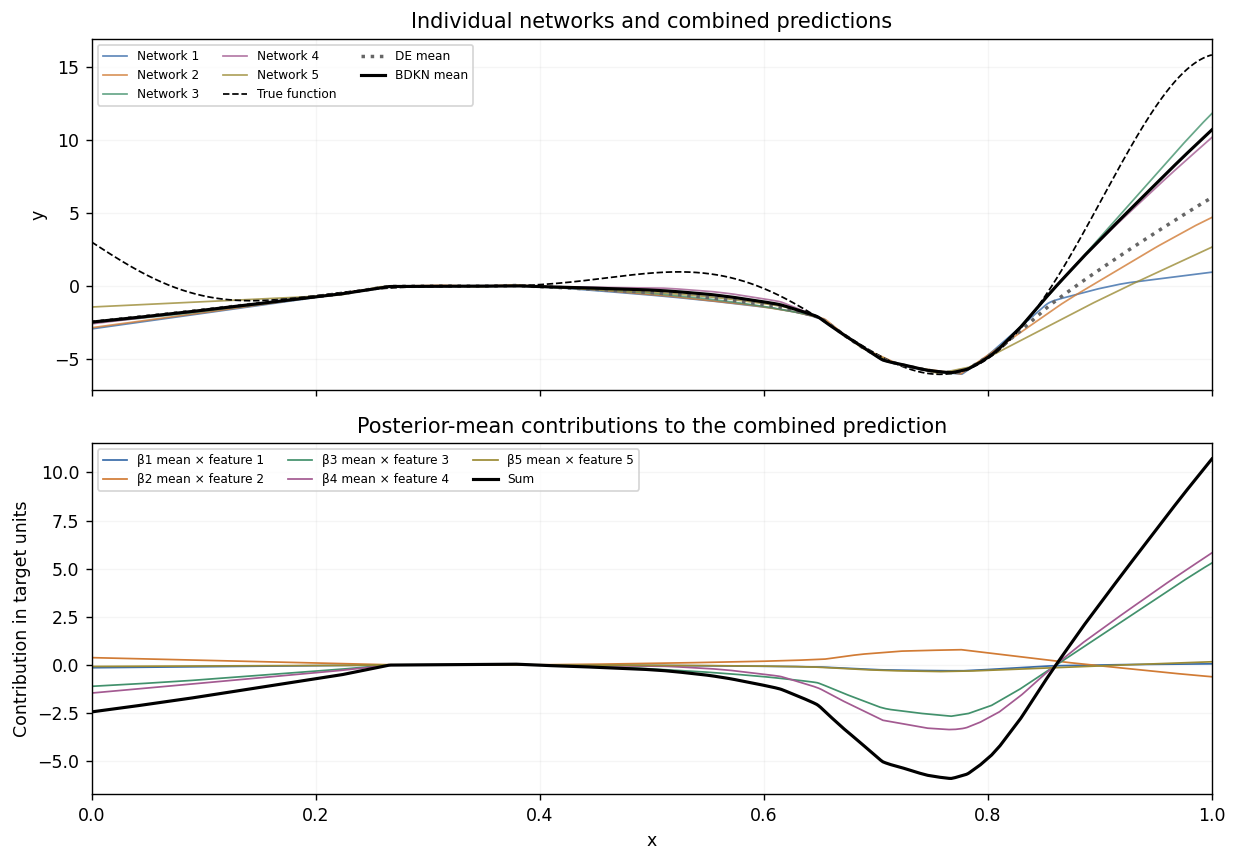 Individual networks and combined predictions
Network 1
Network 2
Network 3
Network 4
Network 5
True function
DE mean
BDKN mean
15
10
5
0
−5
y
Posterior-mean contributions to the combined prediction
β1 mean × feature 1
β2 mean × feature 2
β3 mean × feature 3
β4 mean × feature 4
β5 mean × feature 5
Sum
10.0
7.5
5.0
2.5
0.0
−2.5
−5.0
Contribution in target units
0.0 0.2 0.4 0.6 0.8 1.0
x